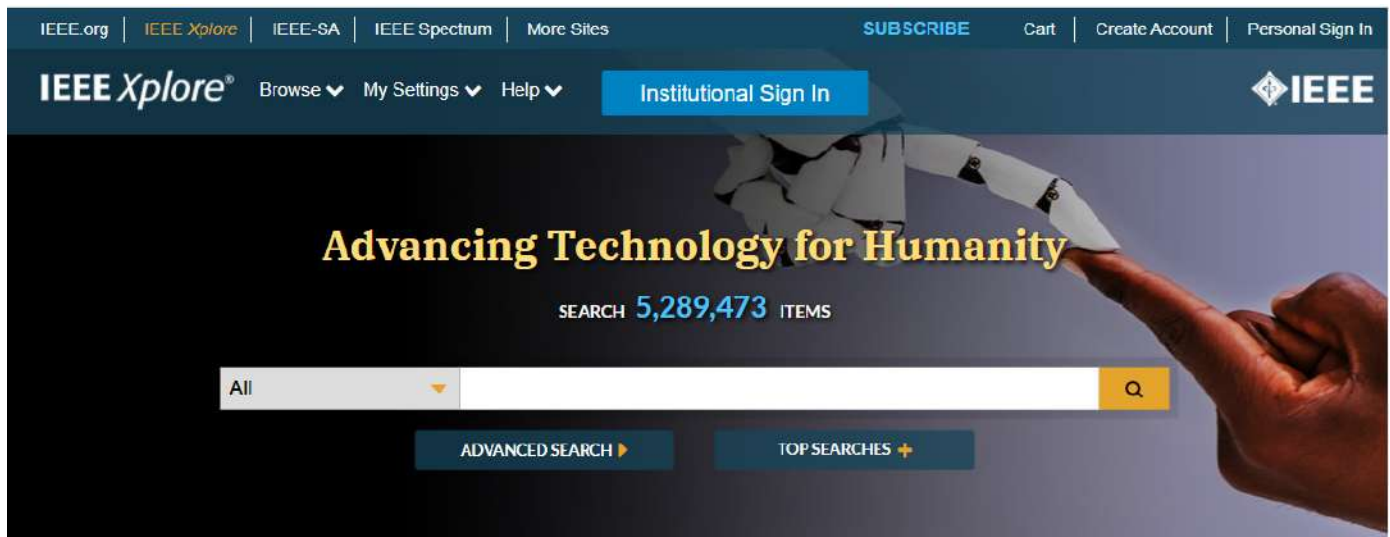 IEEE.org IEEE Xplore IEEE-SA IEEE Spectrum More Sites SUBSCRIBE Cart Create Account Personal Sign In
IEEE Xplore® Browse My Settings Help Institutional Sign In IEEE
Advancing Technology for Humanity
SEARCH 5,289,473 ITEMS
All
ADVANCED SEARCH TOP SEARCHES